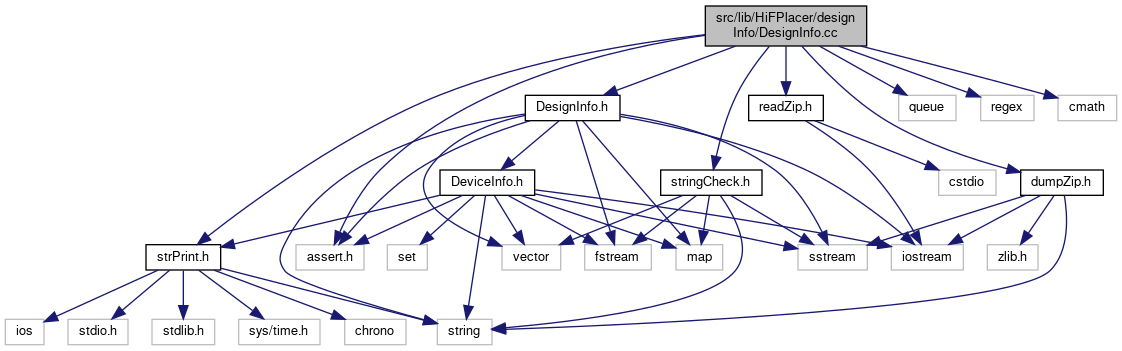 src/lib/HiFPlacer/design
Info/DesignInfo.cc
DesignInfo.h
readZip.h
queue
regex
cmath
DeviceInfo.h
stringCheck.h
cstdio
dumpZip.h
strPrint.h
assert.h
set
vector
fstream
map
sstream
iostream
zlib.h
ios
stdio.h
stdlib.h
sys/time.h
chrono
string